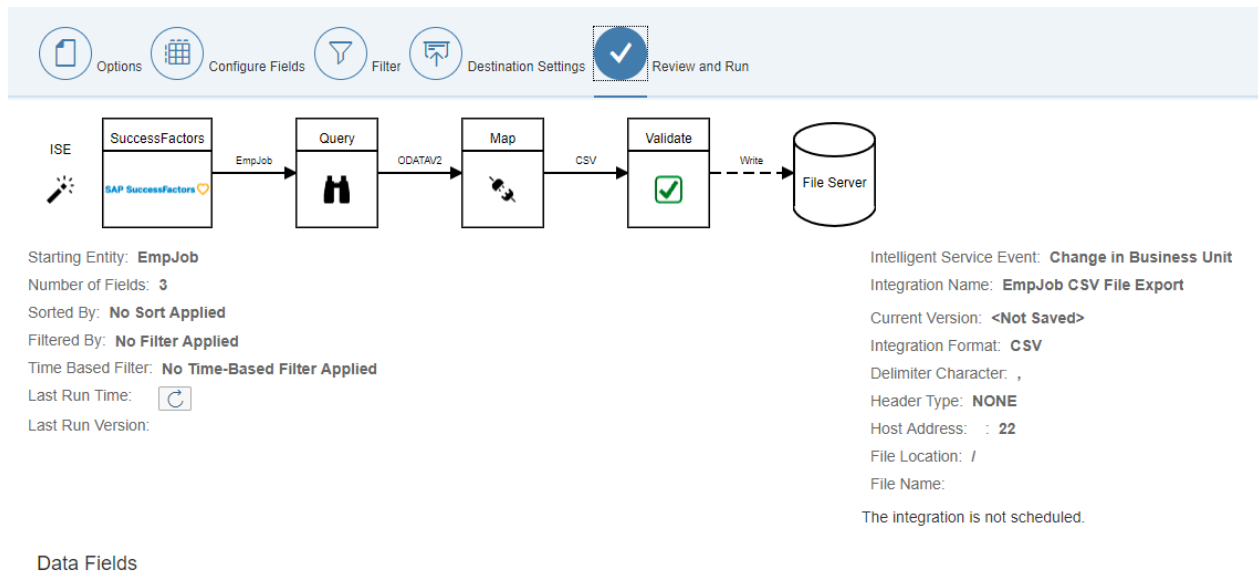 Options Configure Fields Filter Destination Settings Review and Run
ISE
SuccessFactors
SAP SuccessFactors
EmpJob
Query
ODATAV2
Map
CSV
Validate
Write
File Server
Starting Entity: EmpJob
Number of Fields: 3
Sorted By: No Sort Applied
Filtered By: No Filter Applied
Time Based Filter: No Time-Based Filter Applied
Last Run Time:
Last Run Version:
Intelligent Service Event: Change in Business Unit
Integration Name: EmpJob CSV File Export
Current Version: <Not Saved>
Integration Format: CSV
Delimiter Character: ,
Header Type: NONE
Host Address: : 22
File Location: /
File Name:
The integration is not scheduled.
Data Fields